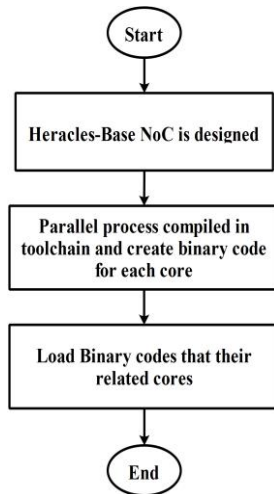 Start
Heracles-Base NoC is designed
Parallel process compiled in
toolchain and create binary code
for each core
Load Binary codes that their
related cores
End